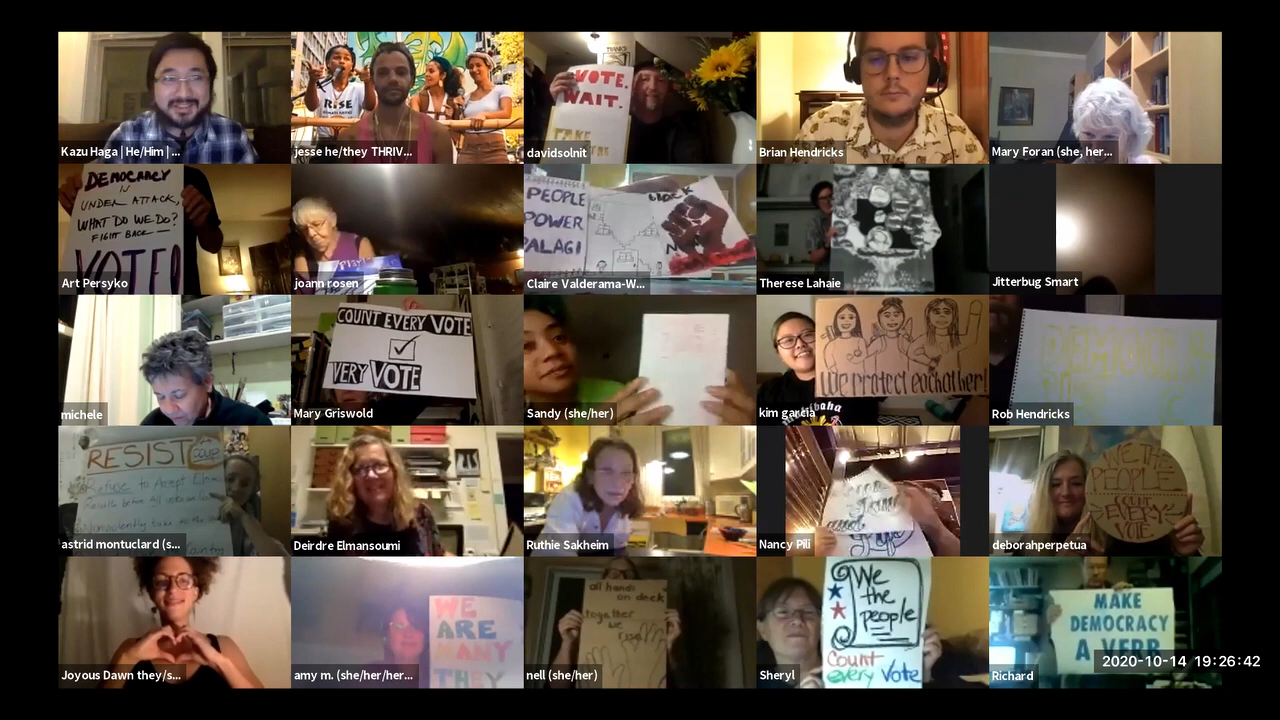 RISE
Kazu Haga | He/Him | ...
jesse he/they THRIV...
THANKS
VOTE.
WAIT.
davidsolnit
Brian Hendricks
Mary Foran (she, her...
DEMOCRACY
IS
UNDER ATTACK,
WHAT DO WE DO?
FIGHT BACK —
VOTE!
Art Persyko
joann rosen
PEOPLE
POWER
PALAGI
Claire Valderama-W...
Therese Lahaie
Jitterbug Smart
michele
COUNT EVERY VOTE
VERY VOTE
Mary Griswold
Sandy (she/her)
We protect eachother!
kim garcia
Rob Hendricks
RESIST coup
Refuse to Accept
astrid montuclard (s...
Deirdre Elmansoumi
Ruthie Sakheim
Nancy Pili
WE THE
PEOPLE
COUNT
EVERY
VOTE
deborahperpetua
Joyous Dawn they/s...
WE
ARE
MANY
THEY
amy m. (she/her/her...
all hands
on deck
together
we
rise
nell (she/her)
We
the
people
Count
every Vote
Sheryl
MAKE
DEMOCRACY
A VERB
Richard
2020-10-14 19:26:42